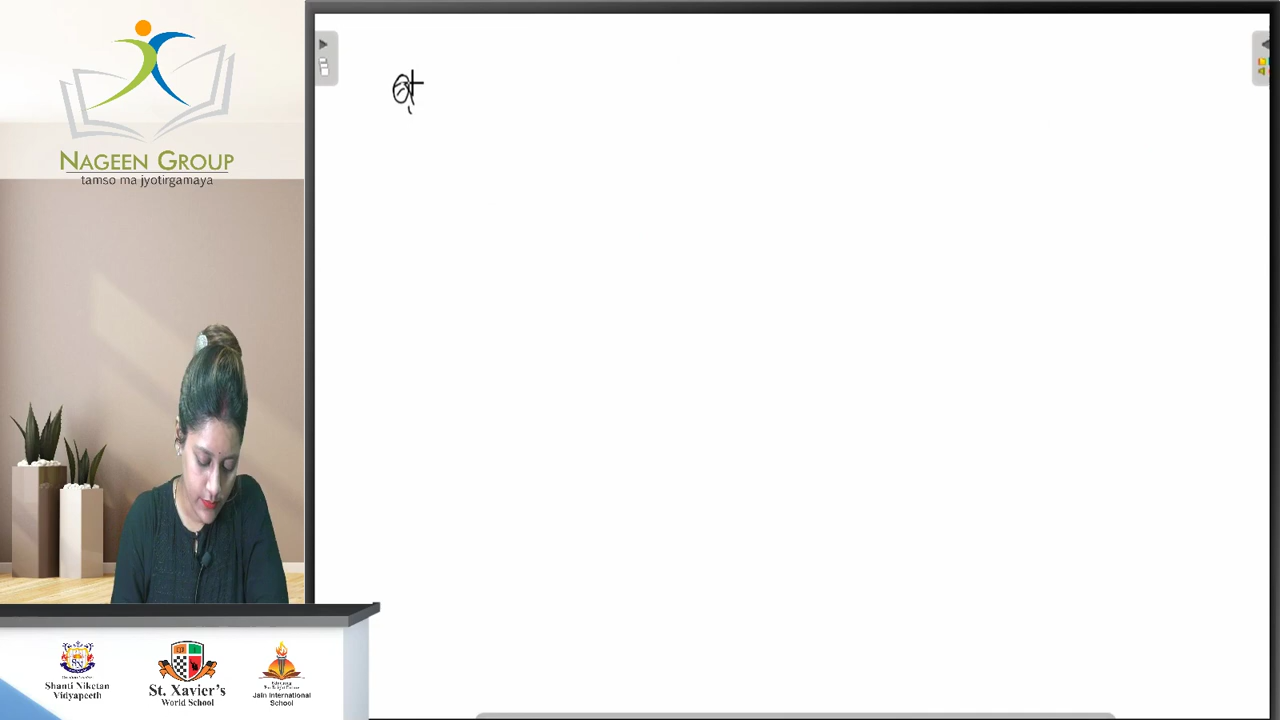 NAGEEN GROUP
tamso ma jyotirgamaya
Shanti Niketan
Vidyapeeth
St. Xavier's
World School
Jain International
School